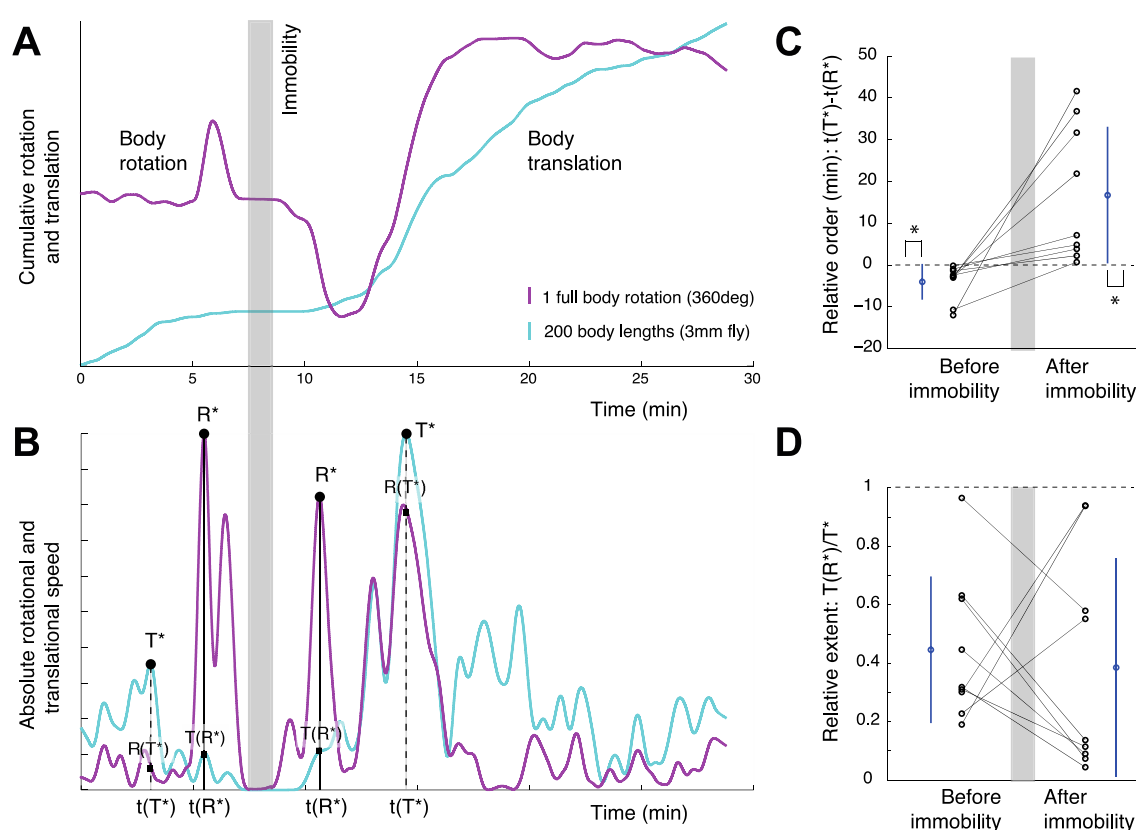 A
Cumulative rotation
and translation
Body
rotation
Immobility
Body
translation
1 full body rotation (360deg)
200 body lengths (3mm fly)
0
5
10
15
20
25
30
Time (min)
B
Absolute rotational and
translational speed
R*
T*
R(T*)
T(R*)
R*
T(R*)
T*
R(T*)
t(T*)
t(R*)
t(R*)
t(T*)
Time (min)
C
Relative order (min): t(T*)-t(R*)
50
40
30
20
10
0
−10
−20
*
*
Before
immobility
After
immobility
D
Relative extent: T(R*)/T*
1
0.8
0.6
0.4
0.2
0
Before
immobility
After
immobility